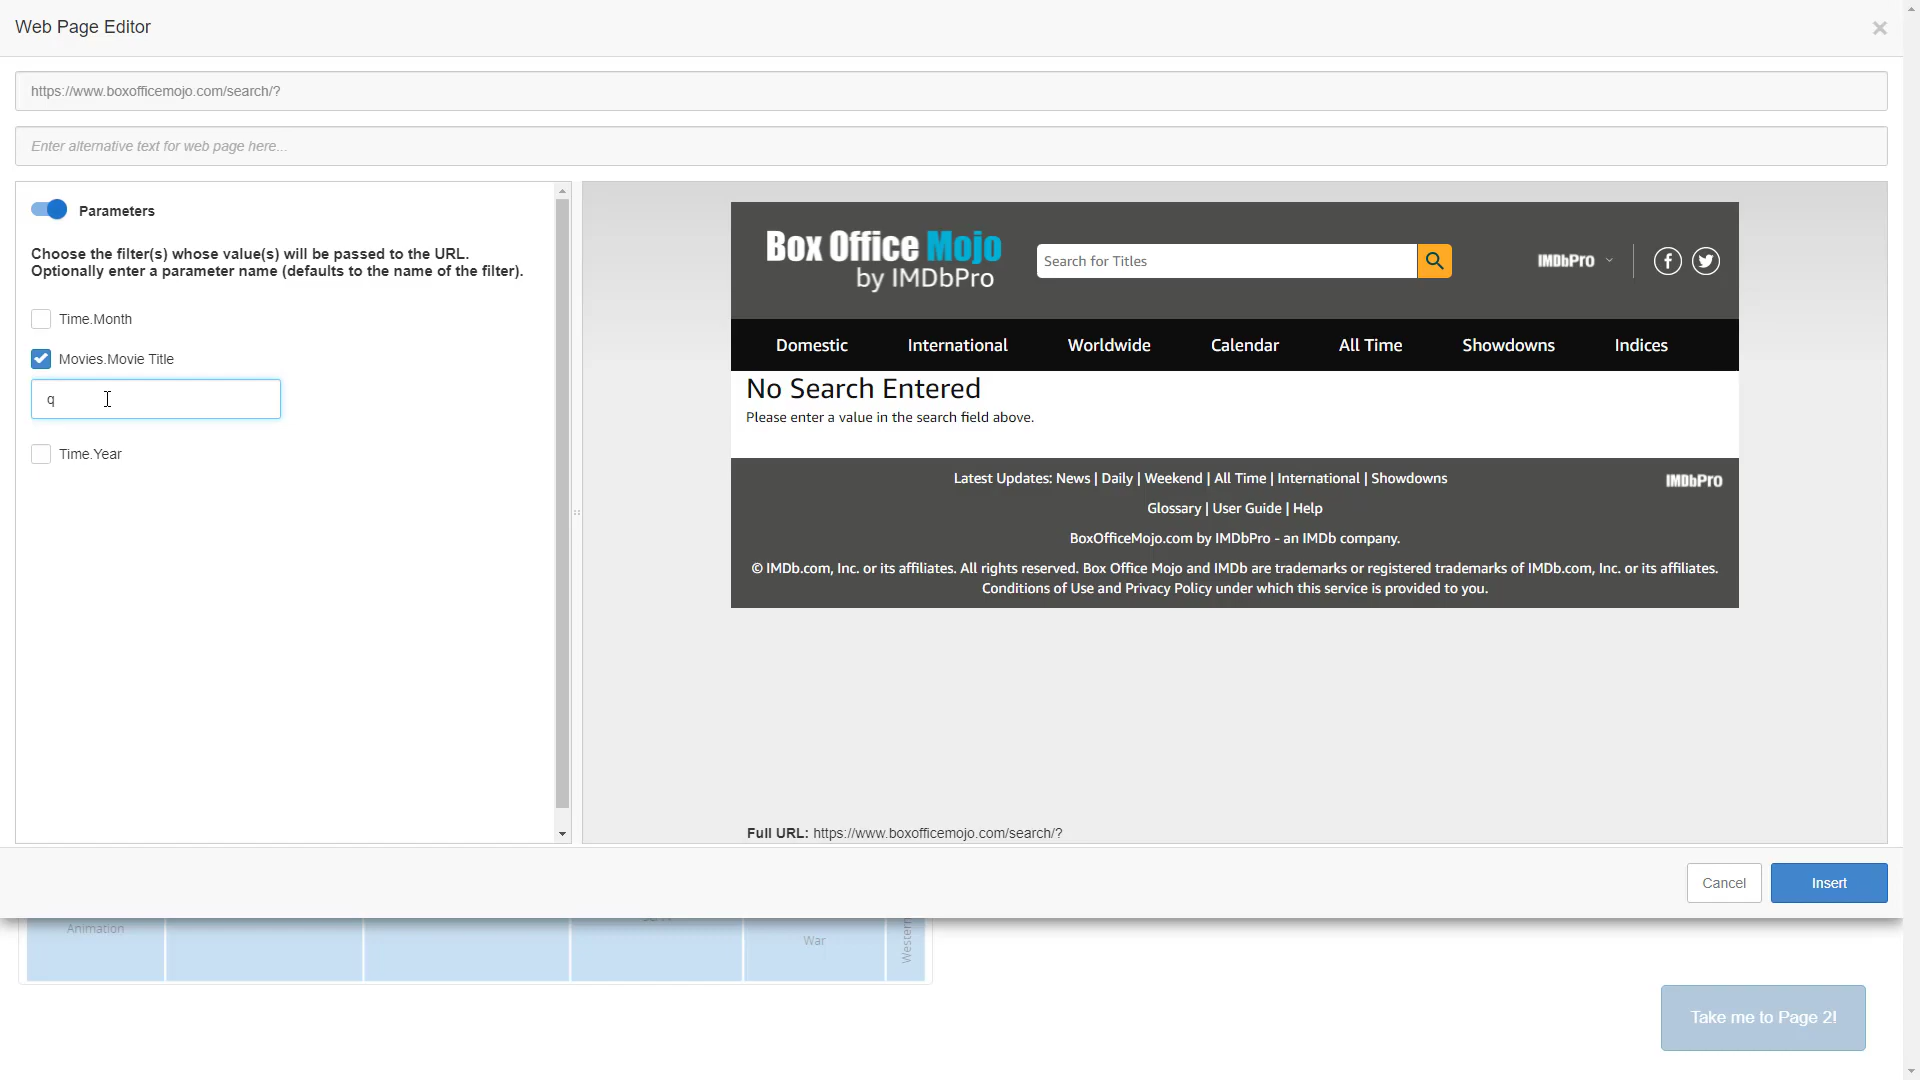 Web Page Editor
https://www.boxofficemojo.com/search/?
Enter alternative text for web page here...
Parameters
Choose the filter(s) whose value(s) will be passed to the URL.
Optionally enter a parameter name (defaults to the name of the filter).
Time.Month
Movies.Movie Title
q
Time.Year
Box Office Mojo
by IMDbPro
Search for Titles
IMDbPro
Domestic International Worldwide Calendar All Time Showdowns Indices
No Search Entered
Please enter a value in the search field above.
Latest Updates: News | Daily | Weekend | All Time | International | Showdowns
IMDbPro
Glossary | User Guide | Help
BoxOfficeMojo.com by IMDbPro - an IMDb company.
© IMDb.com, Inc. or its affiliates. All rights reserved. Box Office Mojo and IMDb are trademarks or registered trademarks of IMDb.com, Inc. or its affiliates.
Conditions of Use and Privacy Policy under which this service is provided to you.
Full URL: https://www.boxofficemojo.com/search/?
Cancel
Insert
Animation
War
Western
Take me to Page 2!